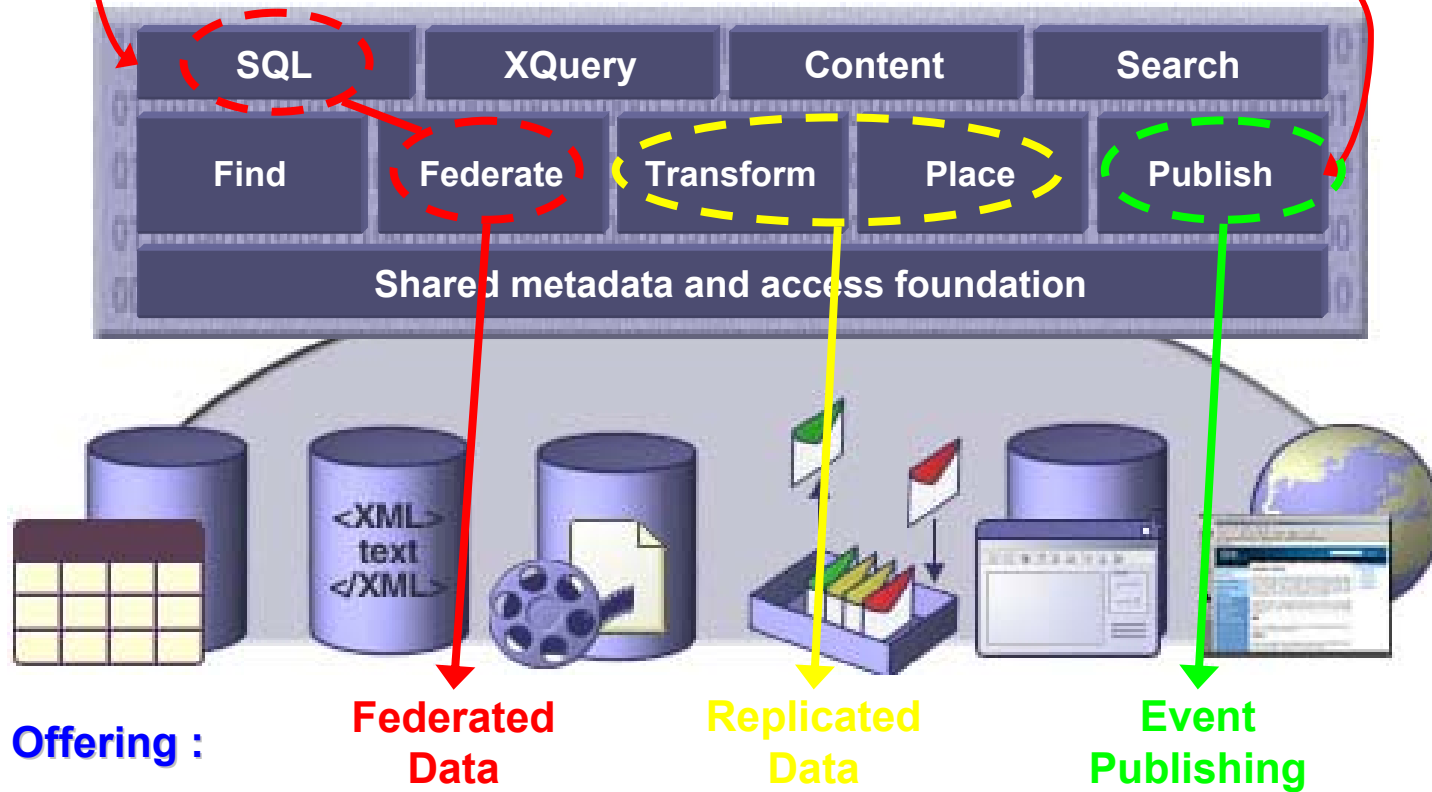 SQL XQuery Content Search
Find Federate Transform Place Publish
Shared metadata and access foundation
<XML>
text
</XML>
Offering :
Federated
Data
Replicated
Data
Event
Publishing